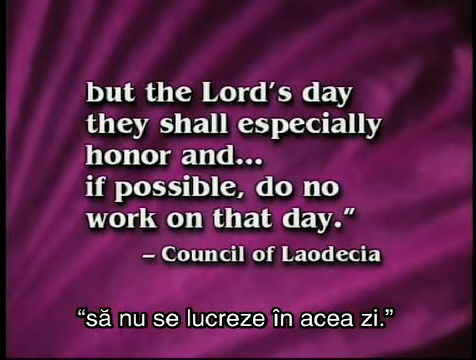 but the Lord's day
they shall especially
honor and...
if possible, do no
work on that day."
– Council of Laodecia
“să nu se lucreze în acea zi.”